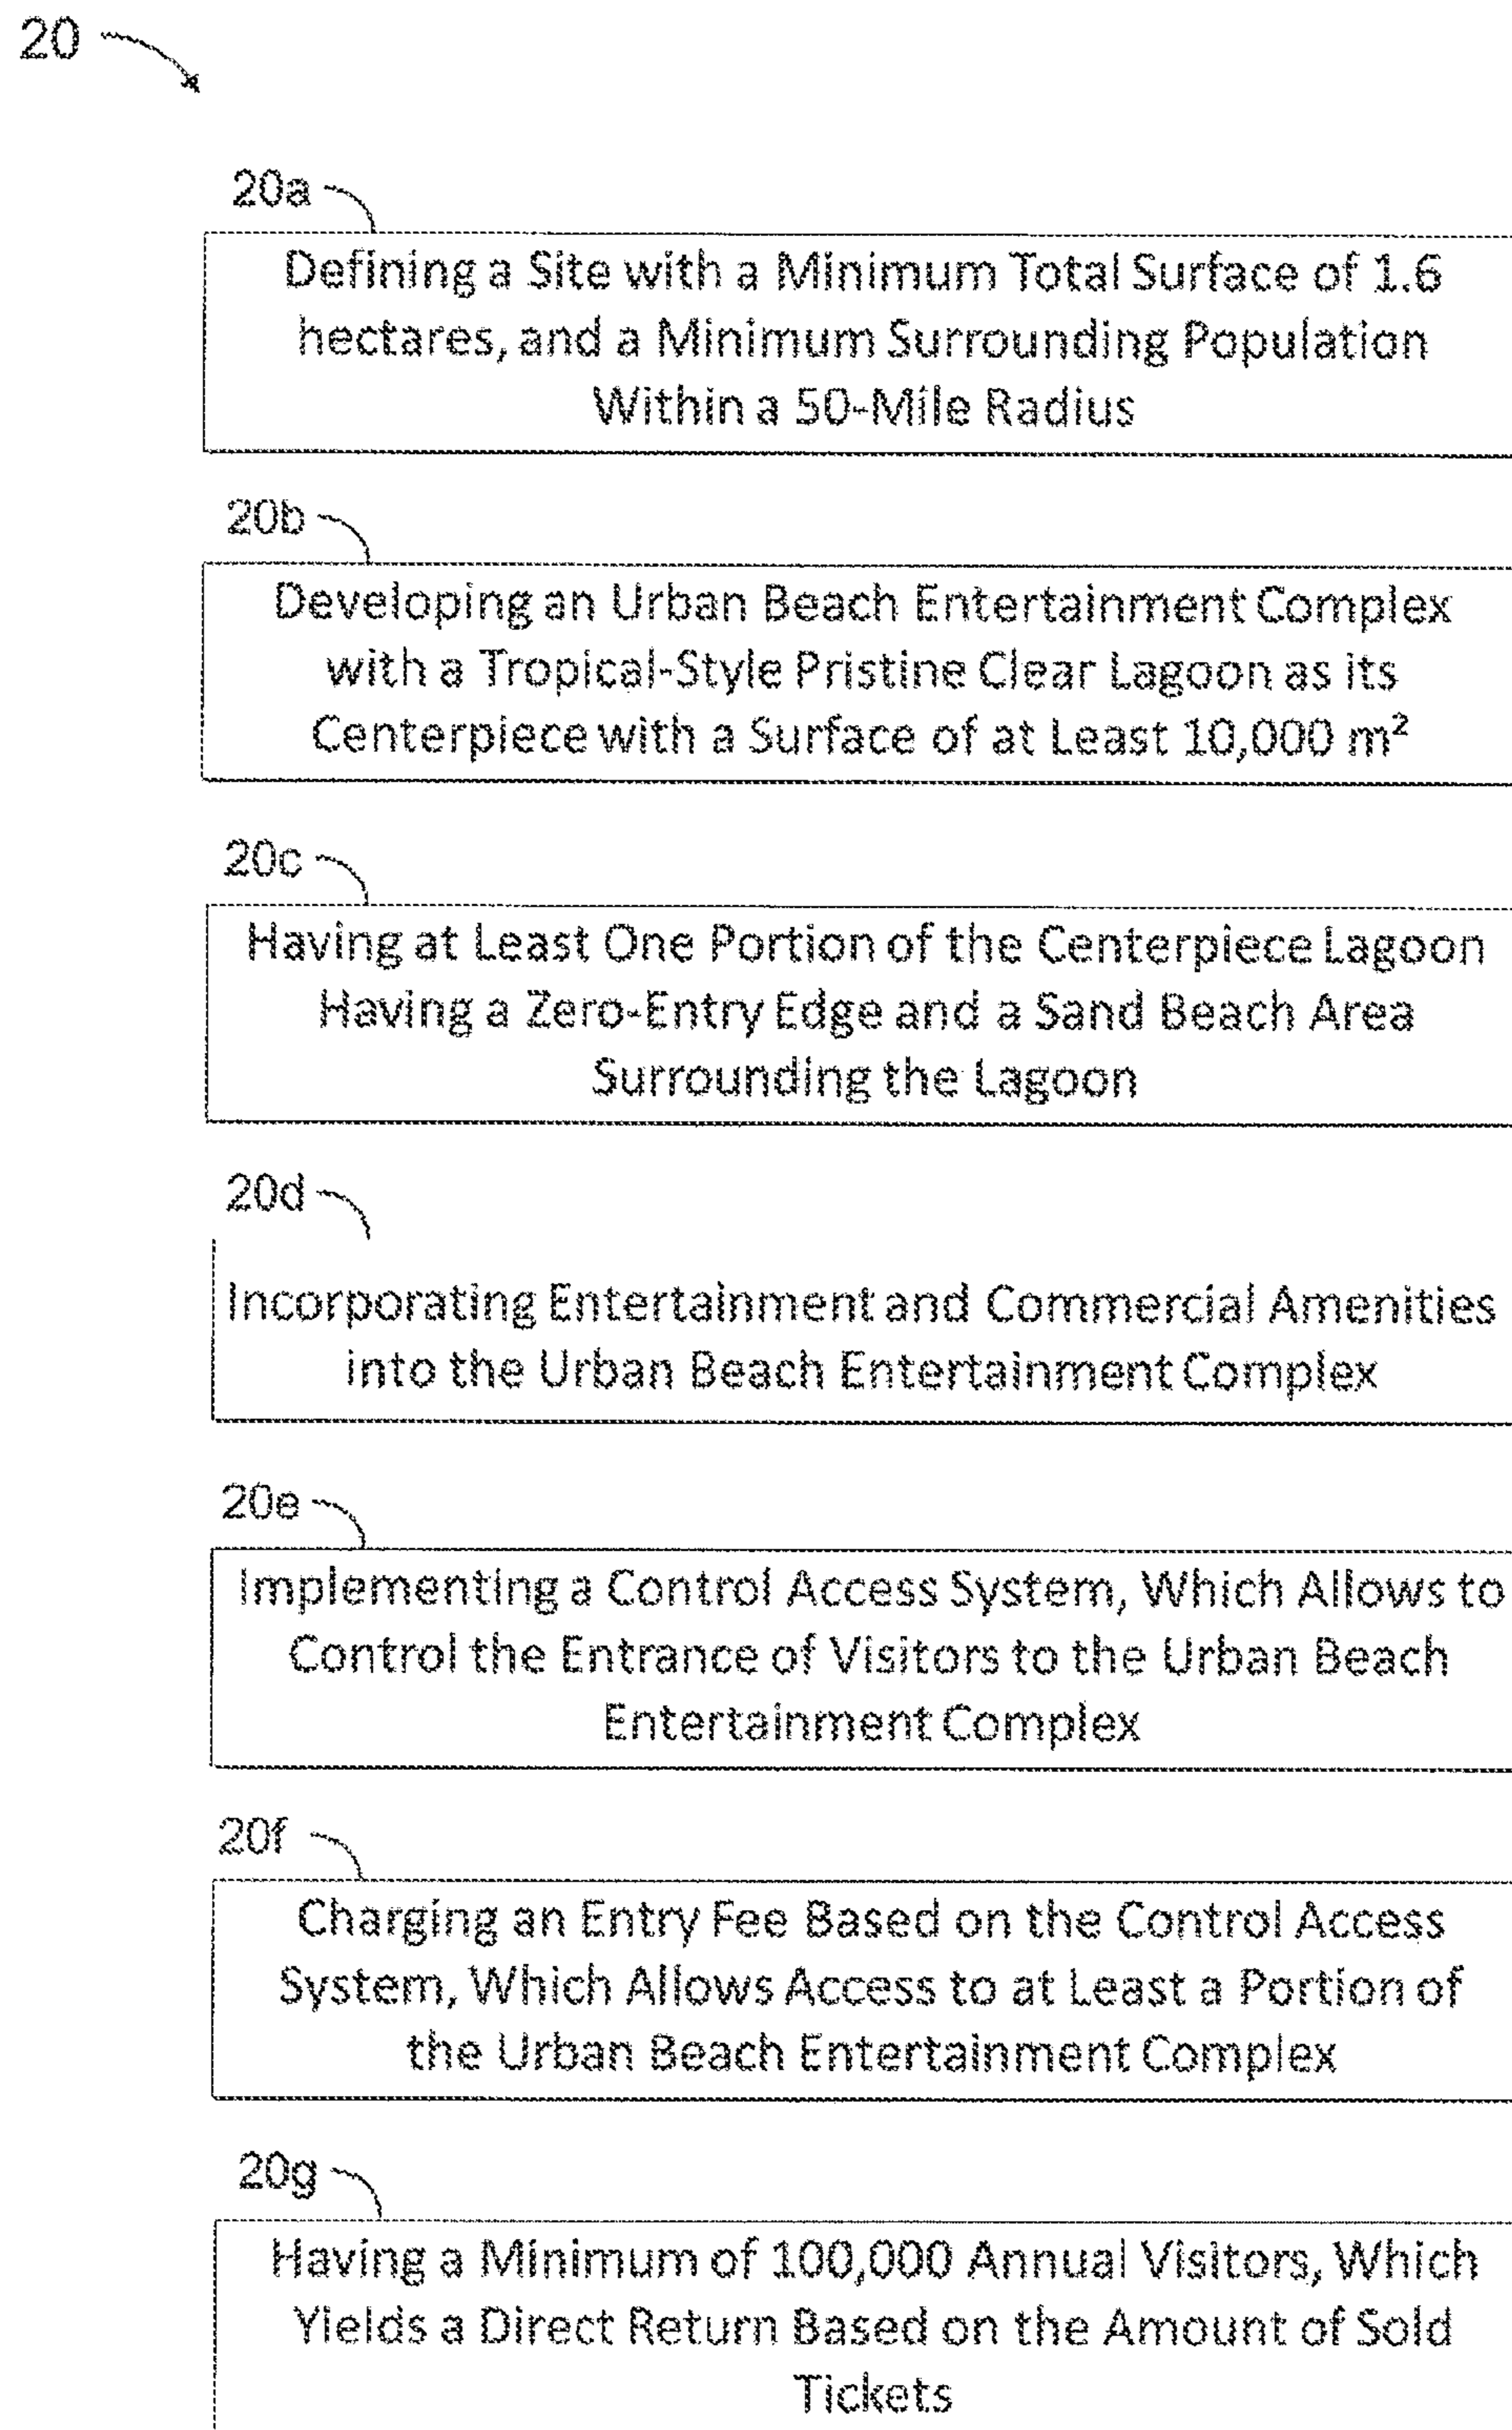 20
20a
Defining a Site with a Minimum Total Surface of 1.6
hectares, and a Minimum Surrounding Population
Within a 50-Mile Radius
20b
Developing an Urban Beach Entertainment Complex
with a Tropical-Style Pristine Clear Lagoon as its
Centerpiece with a Surface of at Least 10,000 m²
20c
Having at Least One Portion of the Centerpiece Lagoon
Having a Zero-Entry Edge and a Sand Beach Area
Surrounding the Lagoon
20d
Incorporating Entertainment and Commercial Amenities
into the Urban Beach Entertainment Complex
20e
Implementing a Control Access System, Which Allows to
Control the Entrance of Visitors to the Urban Beach
Entertainment Complex
20f
Charging an Entry Fee Based on the Control Access
System, Which Allows Access to at Least a Portion of
the Urban Beach Entertainment Complex
20g
Having a Minimum of 100,000 Annual Visitors, Which
Yields a Direct Return Based on the Amount of Sold
Tickets